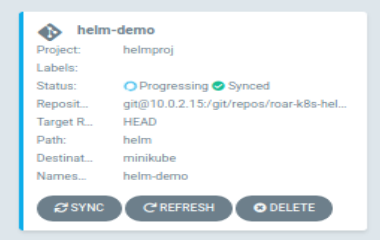 helm-demo
Project: helmproj
Labels:
Status: Progressing Synced
Reposit... git@10.0.2.15:/git/repos/roar-k8s-hel...
Target R... HEAD
Path: helm
Destinat... minikube
Names... helm-demo
SYNC REFRESH DELETE